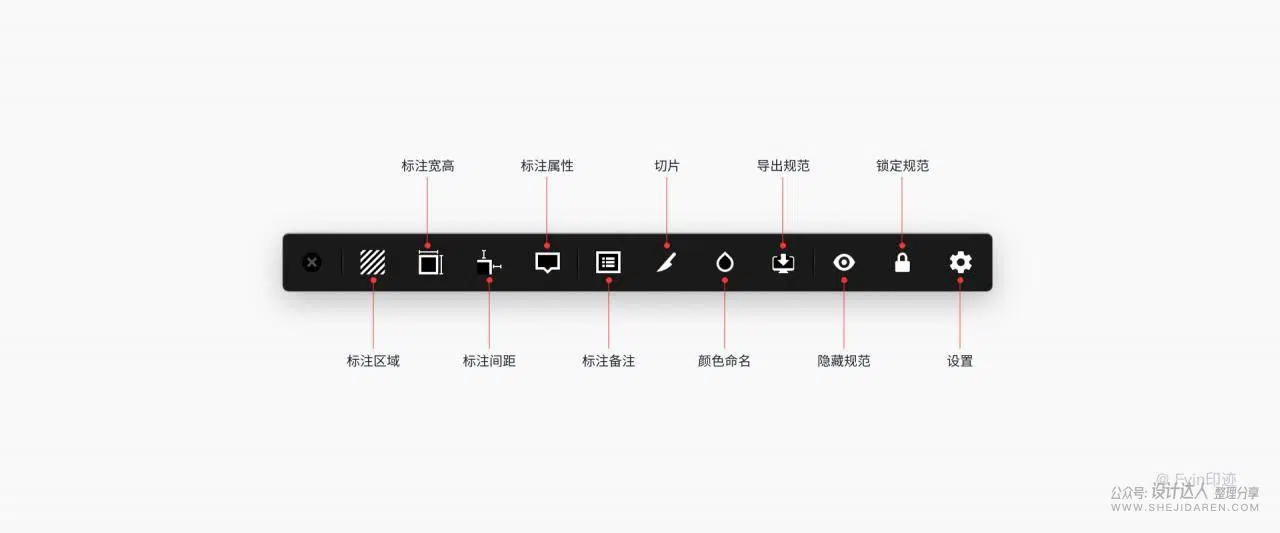 标注宽高
标注属性
切片
导出规范
锁定规范
标注区域
标注间距
标注备注
颜色命名
隐藏规范
设置
@ Evin印迹
公众号: 设计达人 整理分享
WWW.SHEJIDAREN.COM